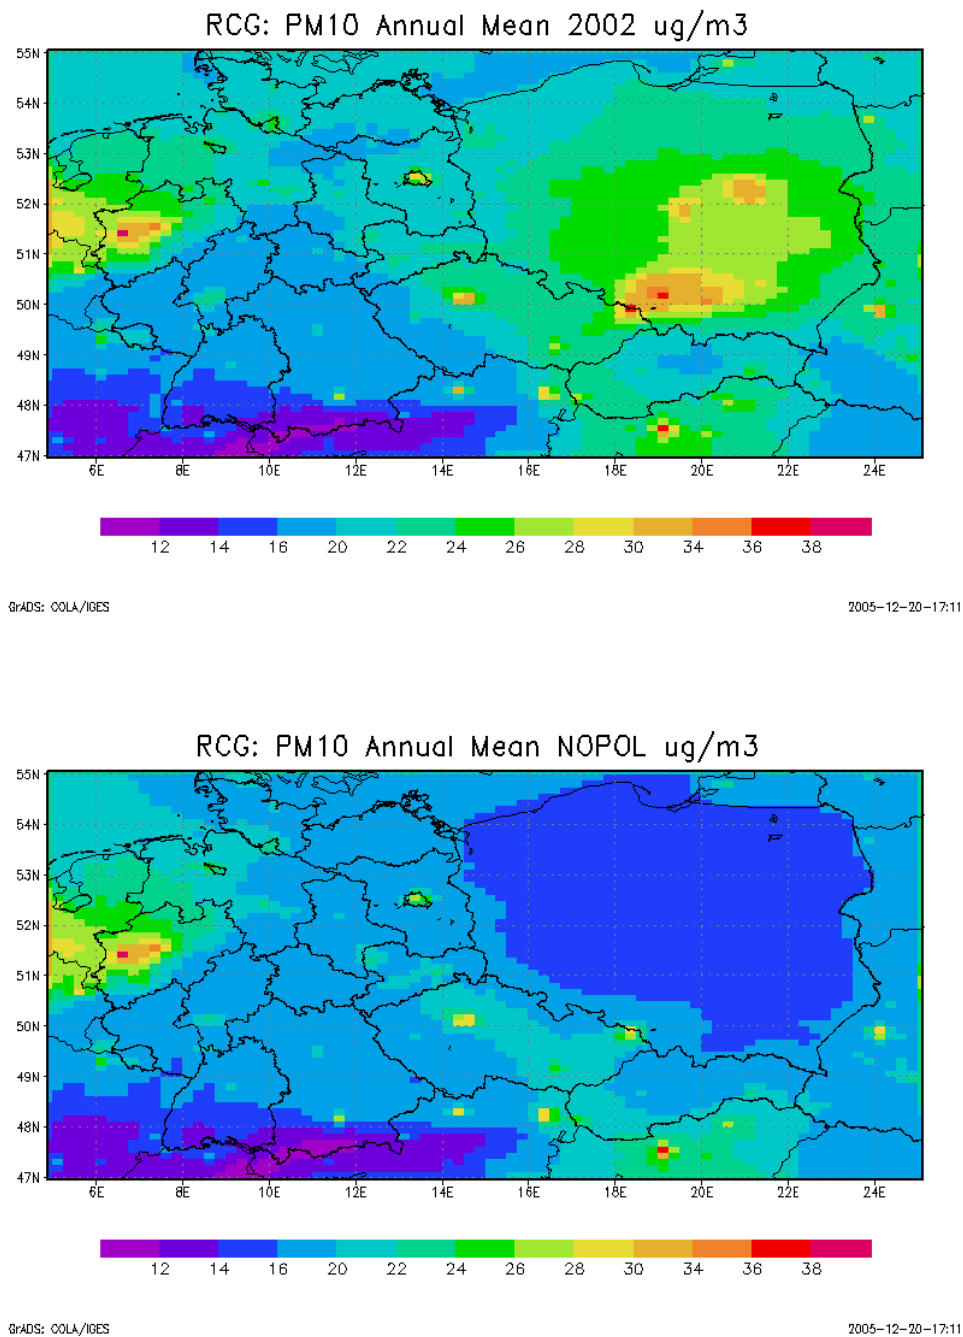 RCG: PM10 Annual Mean 2002 ug/m3
55N
54N
53N
52N
51N
50N
49N
48N
47N
6E 8E 10E 12E 14E 16E 18E 20E 22E 24E
12 14 16 20 22 24 26 28 30 34 36 38
GrADS: COLA/IGES 2005-12-20-17:11
RCG: PM10 Annual Mean NOPOL ug/m3
55N
54N
53N
52N
51N
50N
49N
48N
47N
6E 8E 10E 12E 14E 16E 18E 20E 22E 24E
12 14 16 20 22 24 26 28 30 34 36 38
GrADS: COLA/IGES 2005-12-20-17:11